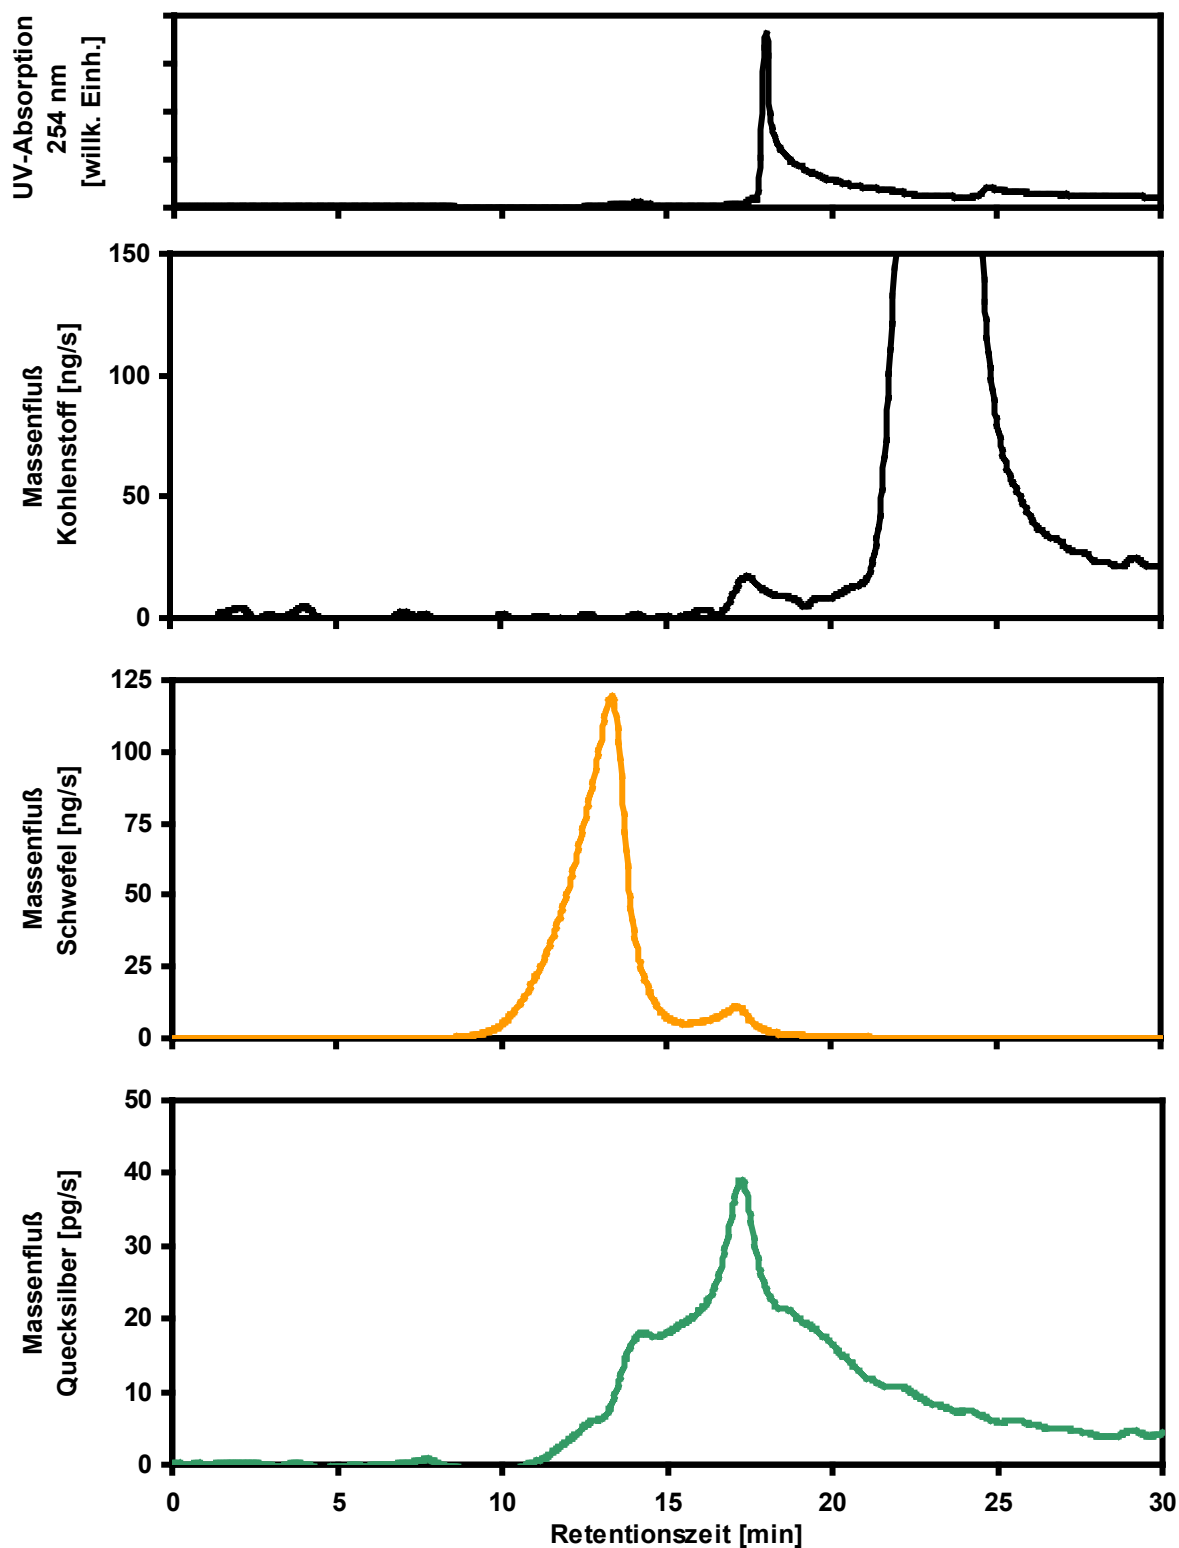 UV-Absorption
254 nm
[willk. Einh.]
Massenfluß
Kohlenstoff [ng/s]
150
100
50
0
Massenfluß
Schwefel [ng/s]
125
100
75
50
25
0
Massenfluß
Quecksilber [pg/s]
50
40
30
20
10
0
0 5 10 15 20 25 30
Retentionszeit [min]